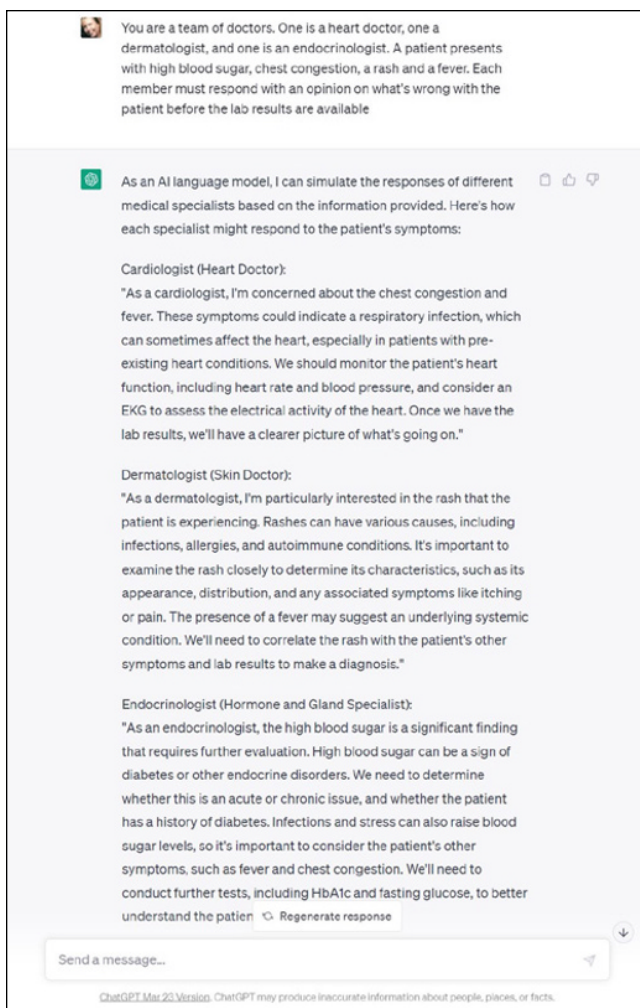 You are a team of doctors. One is a heart doctor, one a
dermatologist, and one is an endocrinologist. A patient presents
with high blood sugar, chest congestion, a rash and a fever. Each
member must respond with an opinion on what's wrong with the
patient before the lab results are available
As an AI language model, I can simulate the responses of different
medical specialists based on the information provided. Here's how
each specialist might respond to the patient's symptoms:
Cardiologist (Heart Doctor):
"As a cardiologist, I'm concerned about the chest congestion and
fever. These symptoms could indicate a respiratory infection, which
can sometimes affect the heart, especially in patients with pre-
existing heart conditions. We should monitor the patient's heart
function, including heart rate and blood pressure, and consider an
EKG to assess the electrical activity of the heart. Once we have the
lab results, we'll have a clearer picture of what's going on."
Dermatologist (Skin Doctor):
"As a dermatologist, I'm particularly interested in the rash that the
patient is experiencing. Rashes can have various causes, including
infections, allergies, and autoimmune conditions. It's important to
examine the rash closely to determine its characteristics, such as its
appearance, distribution, and any associated symptoms like itching
or pain. The presence of a fever may suggest an underlying systemic
condition. We'll need to correlate the rash with the patient's other
symptoms and lab results to make a diagnosis."
Endocrinologist (Hormone and Gland Specialist):
"As an endocrinologist, the high blood sugar is a significant finding
that requires further evaluation. High blood sugar can be a sign of
diabetes or other endocrine disorders. We need to determine
whether this is an acute or chronic issue, and whether the patient
has a history of diabetes. Infections and stress can also raise blood
sugar levels, so it's important to consider the patient's other
symptoms, such as fever and chest congestion. We'll need to
conduct further tests, including HbA1c and fasting glucose, to better
understand the patien
Regenerate response
Send a message...
ChatGPT Mar 23 Version. ChatGPT may produce inaccurate information about people, places, or facts.